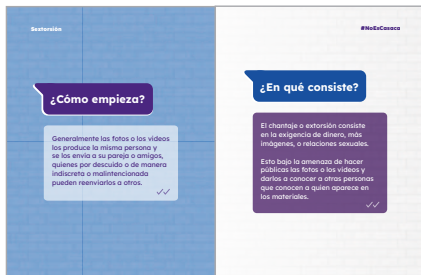 Sextorsión
¿Cómo empieza?
Generalmente las fotos o los videos
los produce la misma persona y
se los envía a su pareja o amigos,
quienes por descuido o de manera
indiscreta o malintencionada
pueden reenviarlos a otros.
#NoEsCasaca
¿En qué consiste?
El chantaje o extorsión consiste
en la exigencia de dinero, más
imágenes, o relaciones sexuales.
Esto bajo la amenaza de hacer
públicas las fotos o los videos y
darlos a conocer a otras personas
que conocen a quien aparece en
los materiales.